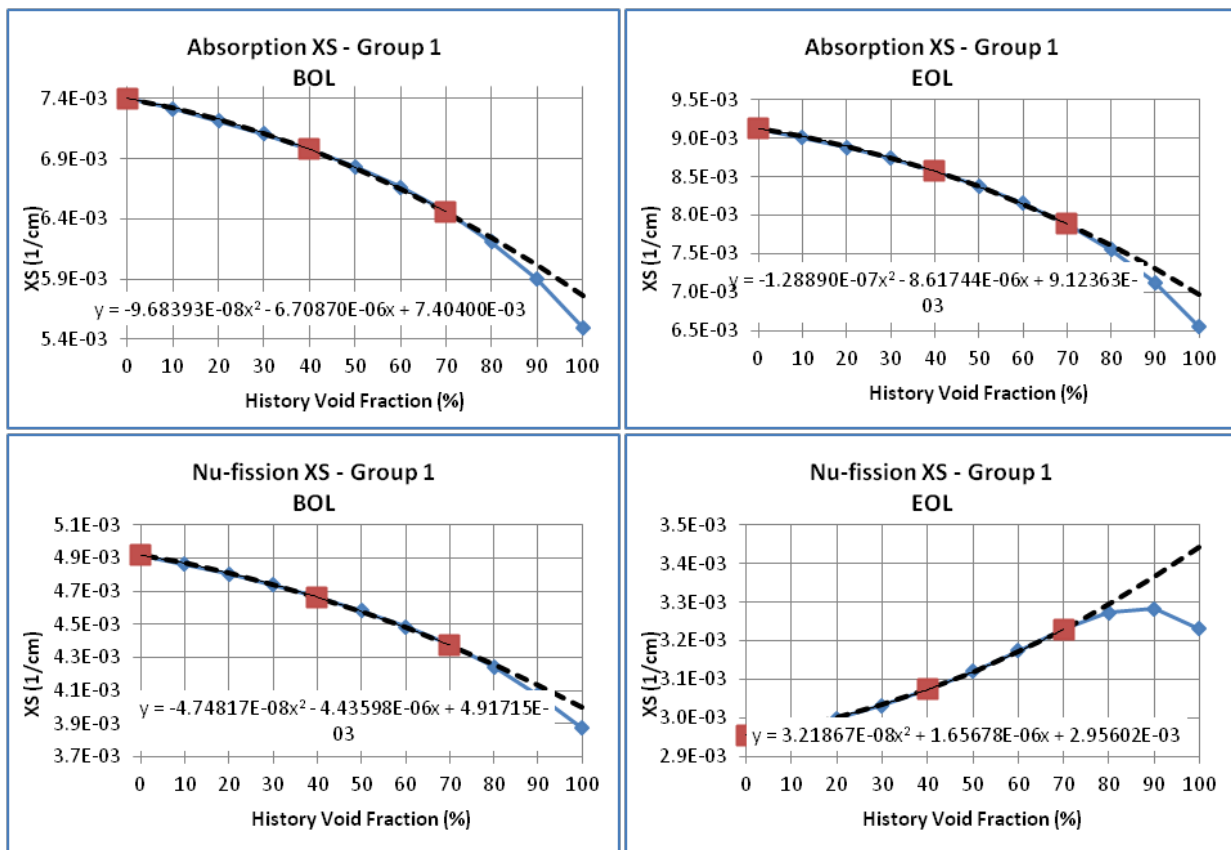 Absorption XS - Group 1
BOL
XS (1/cm)
7.4E-03
6.9E-03
6.4E-03
5.9E-03
5.4E-03
y = -9.68393E-08x² - 6.70870E-06x + 7.40400E-03
0 10 20 30 40 50 60 70 80 90 100
History Void Fraction (%)
Absorption XS - Group 1
EOL
XS (1/cm)
9.5E-03
9.0E-03
8.5E-03
8.0E-03
7.5E-03
7.0E-03
6.5E-03
y = -1.28890E-07x² - 8.61744E-06x + 9.12363E-
03
0 10 20 30 40 50 60 70 80 90 100
History Void Fraction (%)
Nu-fission XS - Group 1
BOL
XS (1/cm)
5.1E-03
4.9E-03
4.7E-03
4.5E-03
4.3E-03
4.1E-03
3.9E-03
3.7E-03
y = -4.74817E-08x² - 4.43598E-06x + 4.91715E-
03
0 10 20 30 40 50 60 70 80 90 100
History Void Fraction (%)
Nu-fission XS - Group 1
EOL
XS (1/cm)
3.5E-03
3.4E-03
3.3E-03
3.2E-03
3.1E-03
3.0E-03
2.9E-03
y = 3.21867E-08x² + 1.65678E-06x + 2.95602E-03
0 10 20 30 40 50 60 70 80 90 100
History Void Fraction (%)